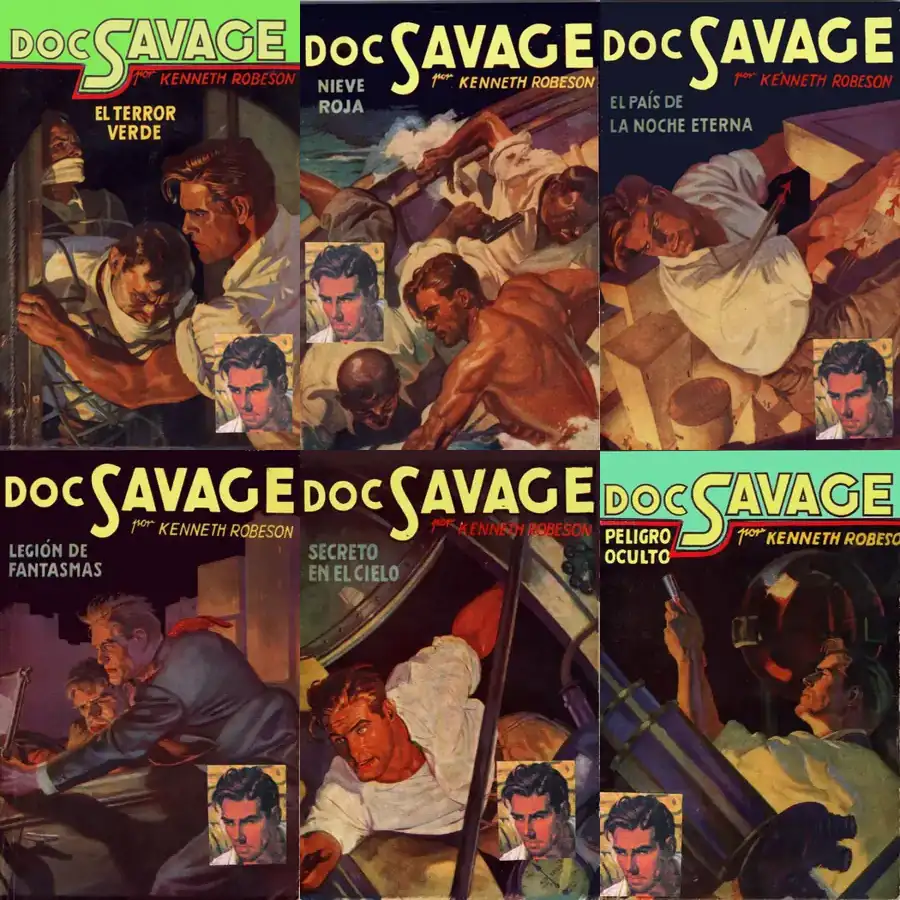 DOC SAVAGE
por KENNETH ROBESON
EL TERROR
VERDE
DOC SAVAGE
por KENNETH ROBESON
NIEVE
ROJA
DOC SAVAGE
por KENNETH ROBESON
EL PAÍS DE
LA NOCHE ETERNA
DOC SAVAGE
por KENNETH ROBESON
LEGIÓN DE
FANTASMAS
DOC SAVAGE
por KENNETH ROBESON
SECRETO
EN EL CIELO
DOC SAVAGE
por KENNETH ROBESO
PELIGRO
OCULTO